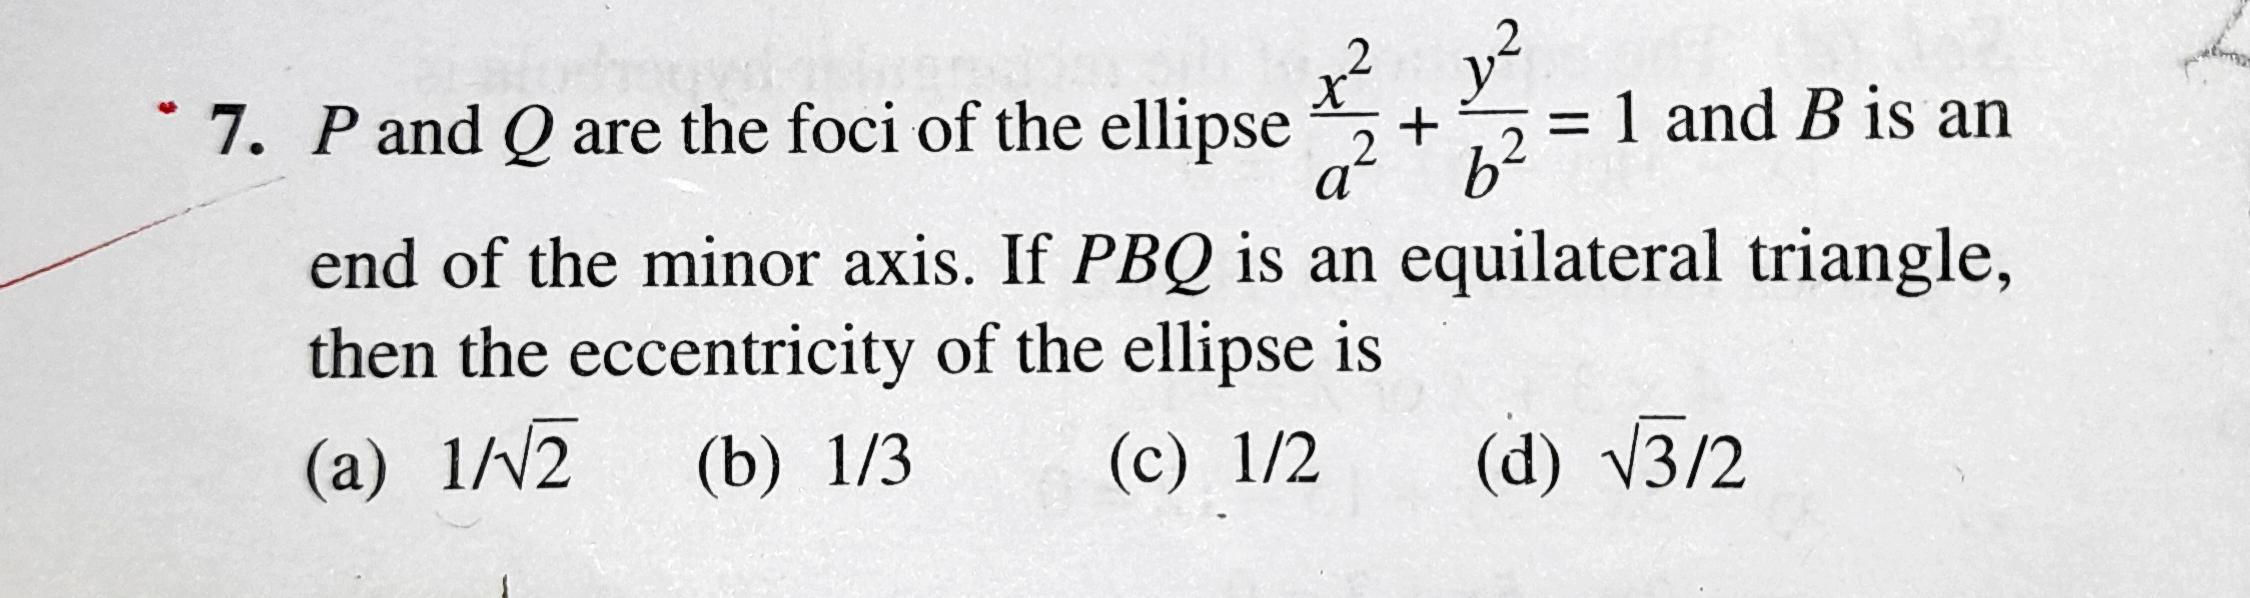 7. P and Q are the foci of the ellipse x²/a² + y²/b² = 1 and B is an
end of the minor axis. If PBQ is an equilateral triangle,
then the eccentricity of the ellipse is
(a) 1/√2 (b) 1/3 (c) 1/2 (d) √3/2